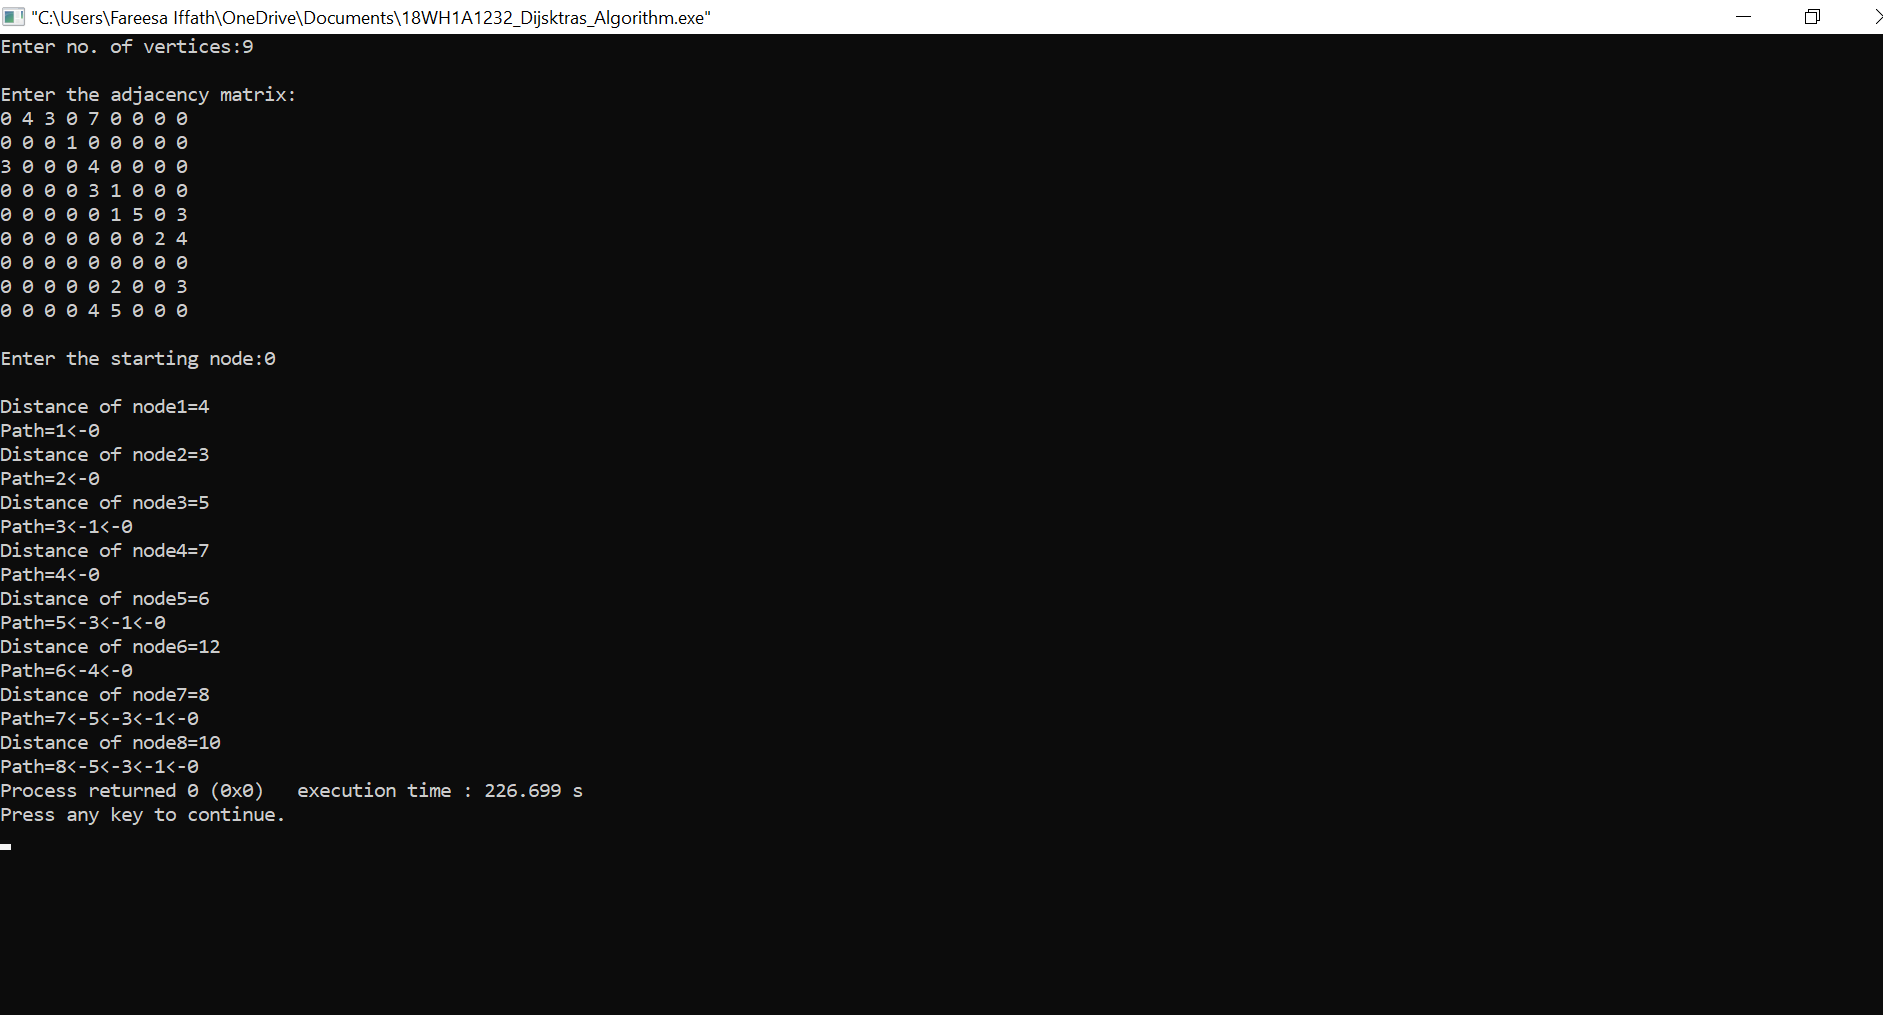 "C:\Users\Fareesa Iffath\OneDrive\Documents\18WH1A1232_Dijsktras_Algorithm.exe"
Enter no. of vertices:9
Enter the adjacency matrix:
0 4 3 0 7 0 0 0 0
0 0 0 1 0 0 0 0 0
3 0 0 0 4 0 0 0 0
0 0 0 0 3 1 0 0 0
0 0 0 0 0 1 5 0 3
0 0 0 0 0 0 0 2 4
0 0 0 0 0 0 0 0 0
0 0 0 0 0 2 0 0 3
0 0 0 0 4 5 0 0 0
Enter the starting node:0
Distance of node1=4
Path=1<-0
Distance of node2=3
Path=2<-0
Distance of node3=5
Path=3<-1<-0
Distance of node4=7
Path=4<-0
Distance of node5=6
Path=5<-3<-1<-0
Distance of node6=12
Path=6<-4<-0
Distance of node7=8
Path=7<-5<-3<-1<-0
Distance of node8=10
Path=8<-5<-3<-1<-0
Process returned 0 (0x0)   execution time : 226.699 s
Press any key to continue.